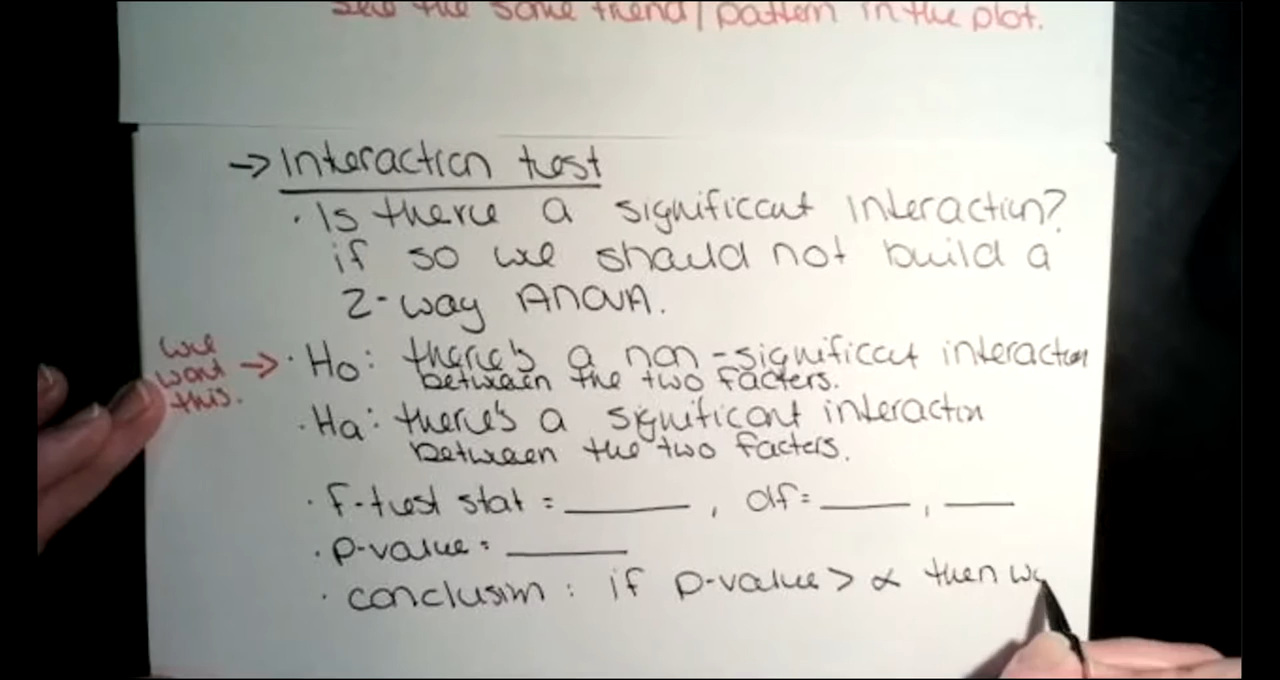 see the same trend/pattern in the plot.
→ Interaction test
· Is there a significant interaction?
if so we should not build a
2-way ANOVA.
we want this. → · Ho: there's a non-significant interaction
between the two factors.
· Ha: there's a significant interaction
between the two factors.
· F-test stat = ______, df= ____, ____
· p-value = ______
· conclusion: if p-value > α then we